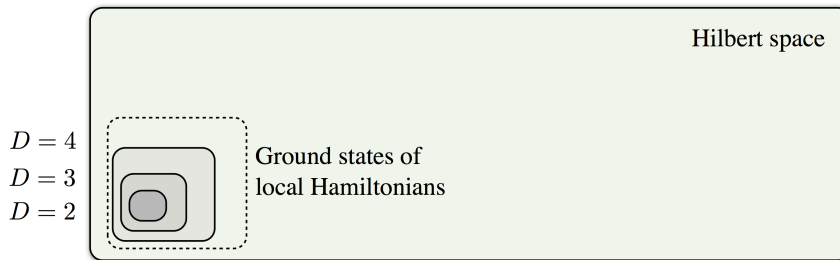 Hilbert space
D = 4
D = 3
D = 2
Ground states of
local Hamiltonians